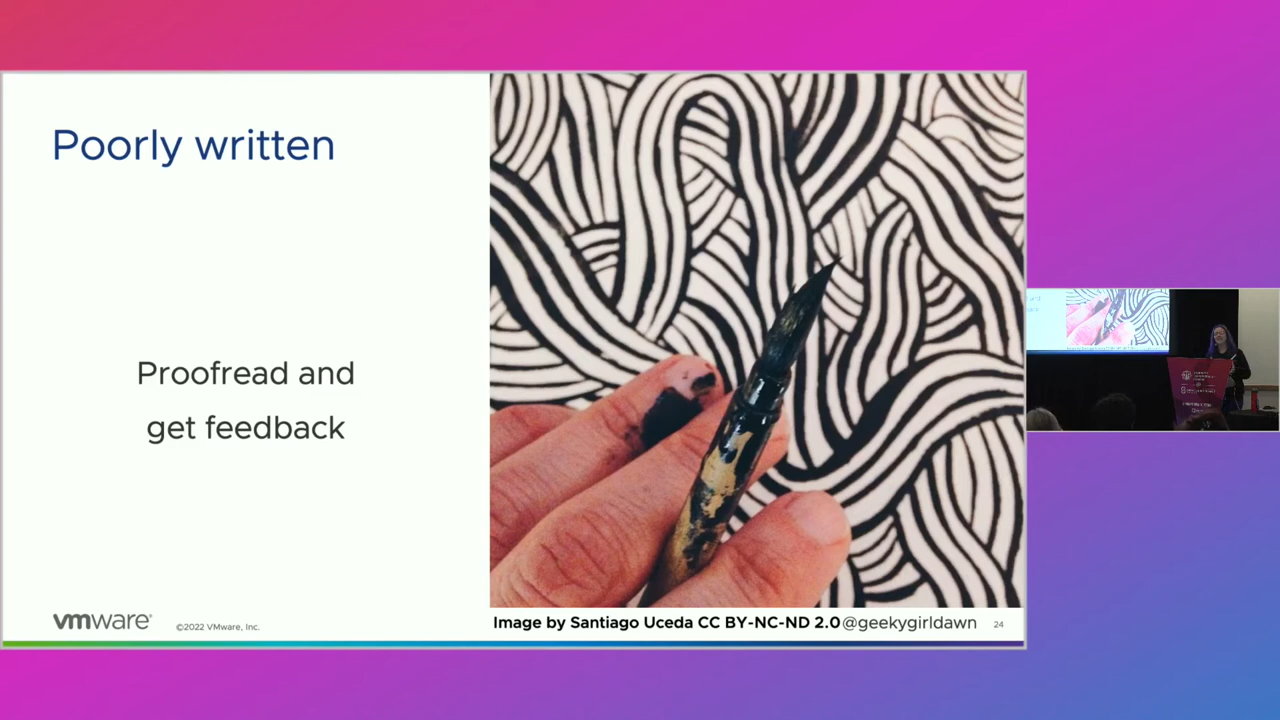 Poorly written
Proofread and
get feedback
vmware®
©2022 VMware, Inc.
Image by Santiago Uceda CC BY-NC-ND 2.0 @geekygirldawn
24